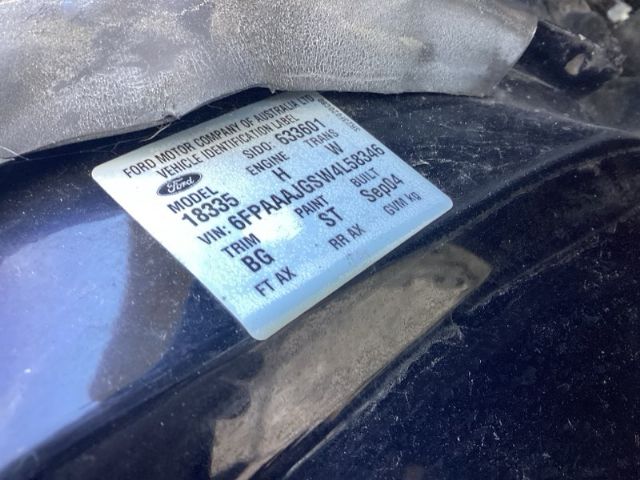 FORD MOTOR COMPANY OF AUSTRALIA LTD
VEHICLE IDENTIFICATION LABEL
Ford
SIDO: 633601
MODEL ENGINE TRANS
18335 H W
VIN: 6FPAAAJGSW4L58346
TRIM PAINT BUILT
BG ST Sep04
FT AX RR AX GVM kg